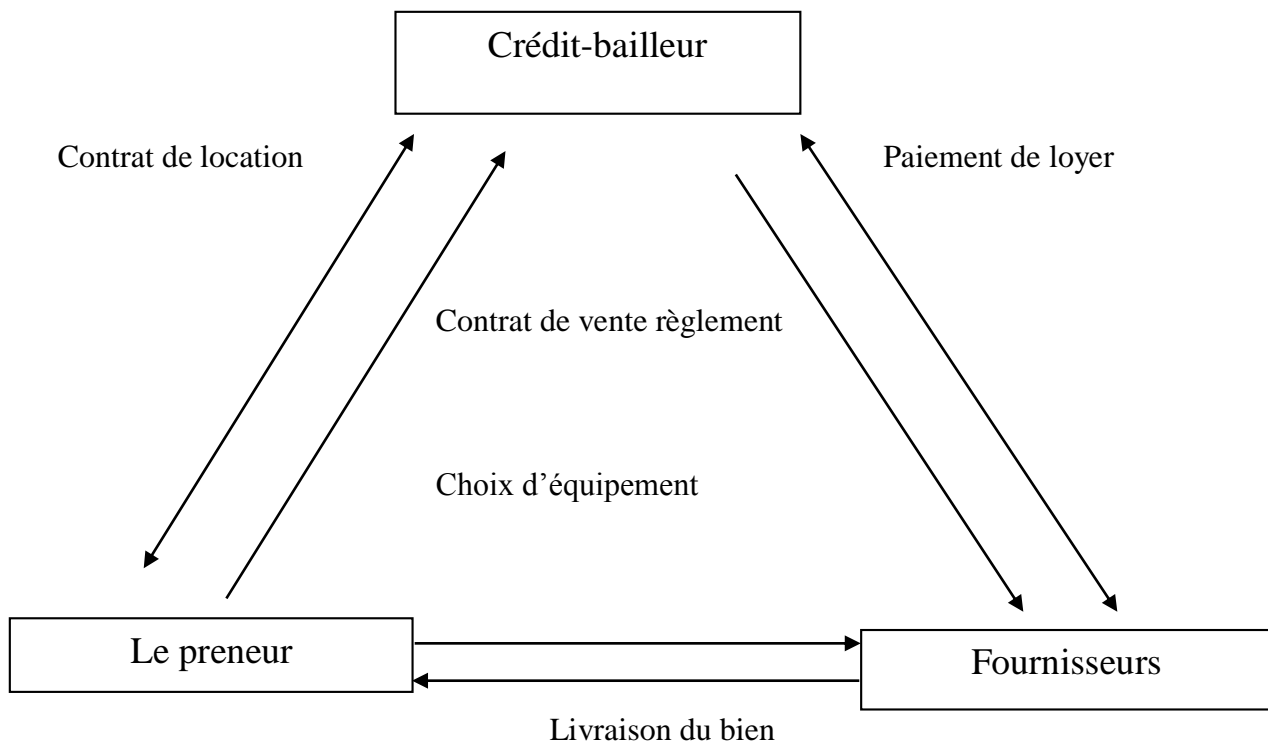 Crédit-bailleur
Contrat de location
Paiement de loyer
Contrat de vente règlement
Choix d’équipement
Le preneur
Fournisseurs
Livraison du bien